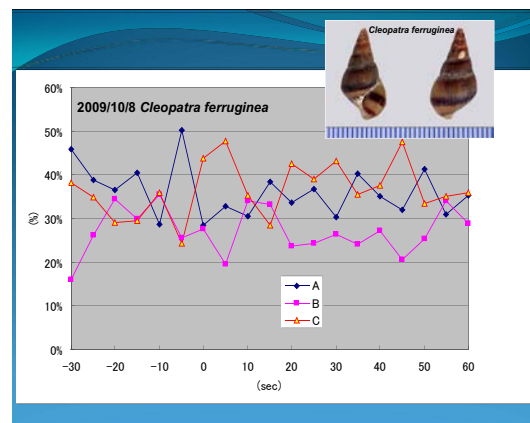 Cleopatra ferruginea
2009/10/8 Cleopatra ferruginea
60%
50%
40%
30%
20%
10%
0%
(%)
A
B
C
-30 -20 -10 0 10 20 30 40 50 60
(sec)